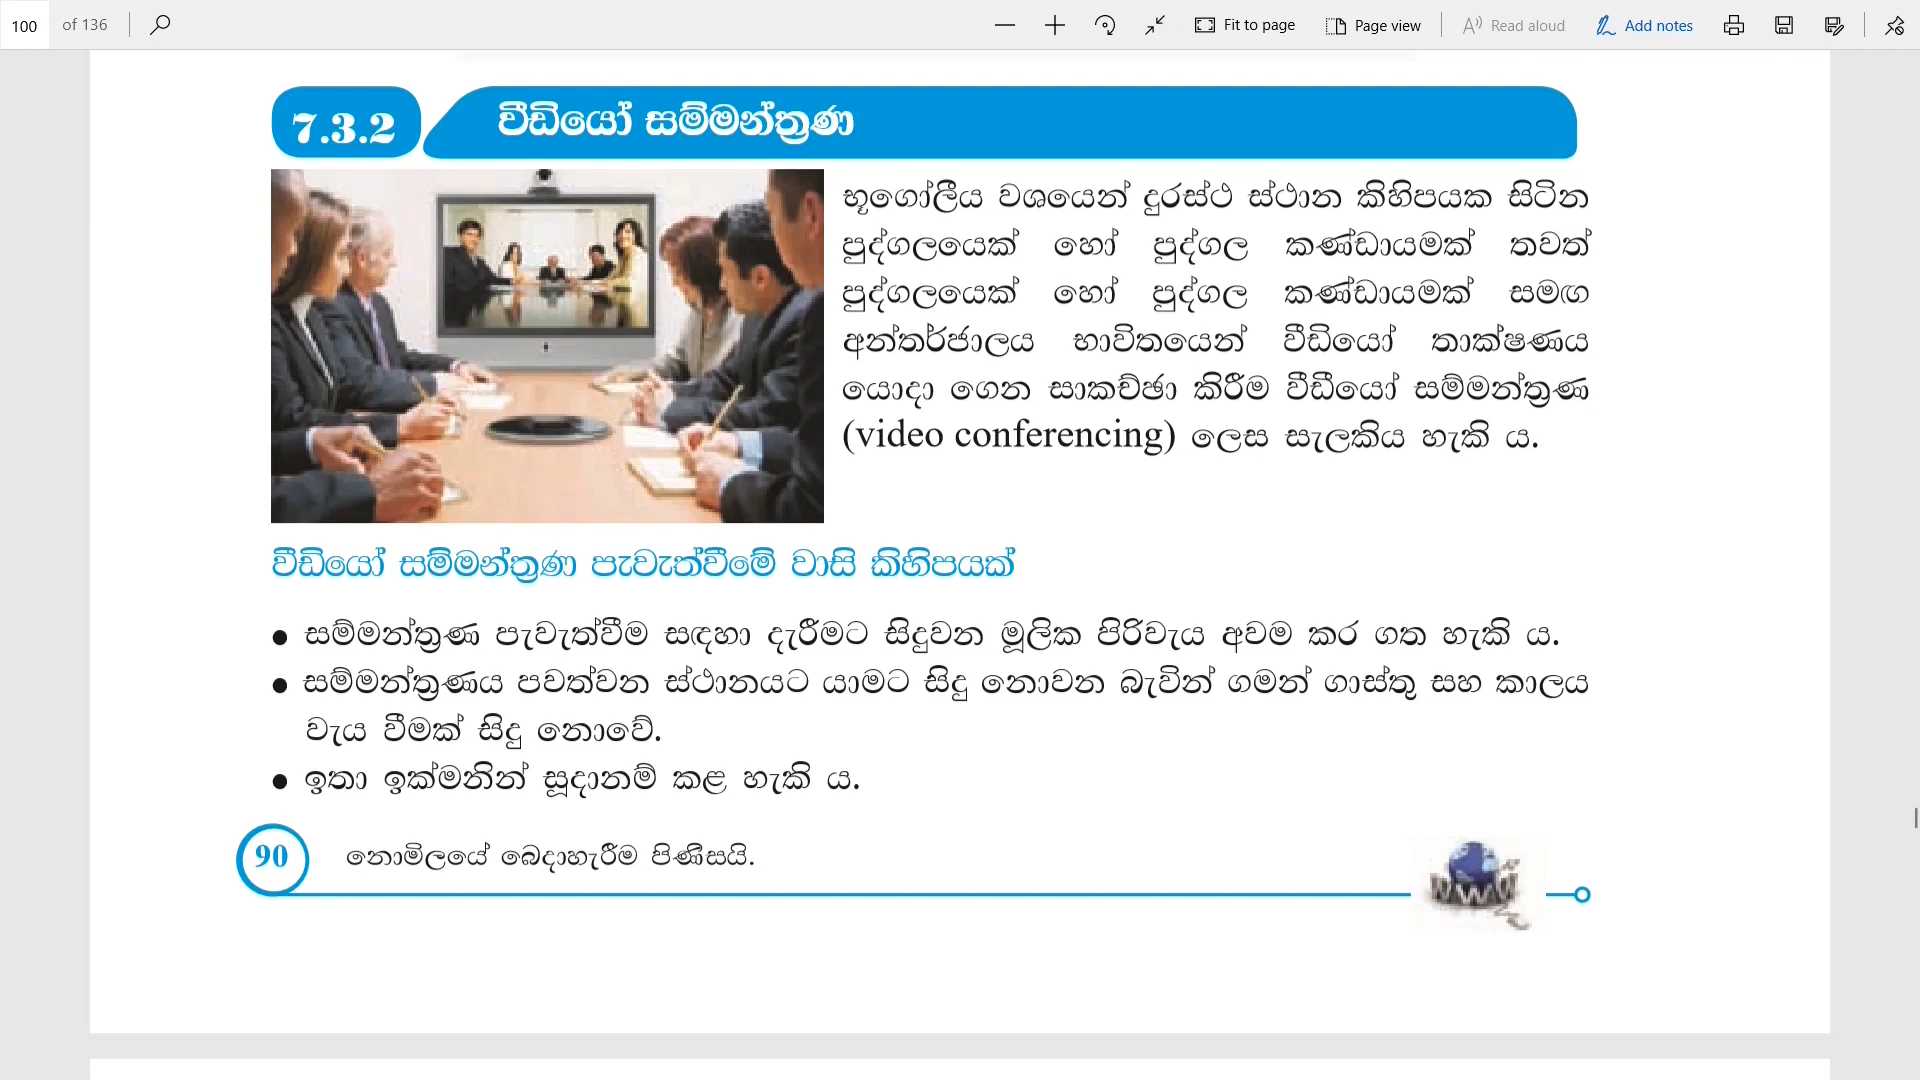 100 of 136 Fit to page Page view Read aloud Add notes
7.3.2 වීඩියෝ සම්මන්ත්‍රණ
භූගෝලීය වශයෙන් දුරස්ථ ස්ථාන කිහිපයක සිටින
පුද්ගලයෙක් හෝ පුද්ගල කණ්ඩායමක් තවත්
පුද්ගලයෙක් හෝ පුද්ගල කණ්ඩායමක් සමඟ
අන්තර්ජාලය භාවිතයෙන් වීඩියෝ තාක්ෂණය
යොදා ගෙන සාකච්ඡා කිරීම වීඩීයෝ සම්මන්ත්‍රණ
(video conferencing) ලෙස සැලකිය හැකි ය.
වීඩියෝ සම්මන්ත්‍රණ පැවැත්වීමේ වාසි කිහිපයක්
● සම්මන්ත්‍රණ පැවැත්වීම සඳහා දැරීමට සිදුවන මූලික පිරිවැය අවම කර ගත හැකි ය.
● සම්මන්ත්‍රණය පවත්වන ස්ථානයට යාමට සිදු නොවන බැවින් ගමන් ගාස්තු සහ කාලය
වැය වීමක් සිදු නොවේ.
● ඉතා ඉක්මනින් සූදානම් කළ හැකි ය.
90 නොමිලයේ බෙදාහැරීම පිණිසයි.
www